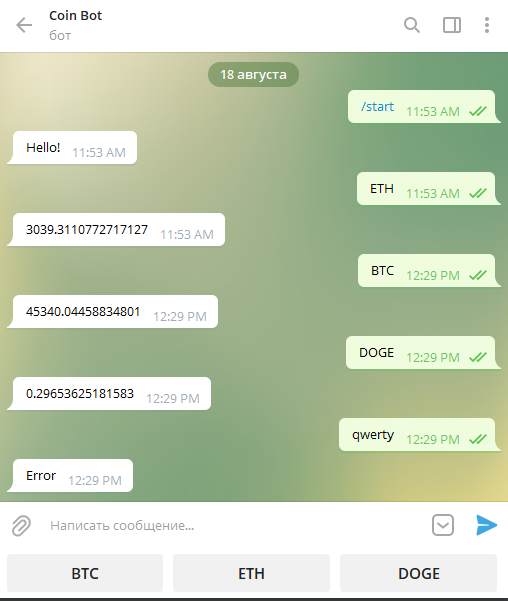 Coin Bot
бот
18 августа
/start 11:53 AM
Hello! 11:53 AM
ETH 11:53 AM
3039.3110772717127 11:53 AM
BTC 12:29 PM
45340.04458834801 12:29 PM
DOGE 12:29 PM
0.29653625181583 12:29 PM
qwerty 12:29 PM
Error 12:29 PM
Написать сообщение...
BTC ETH DOGE